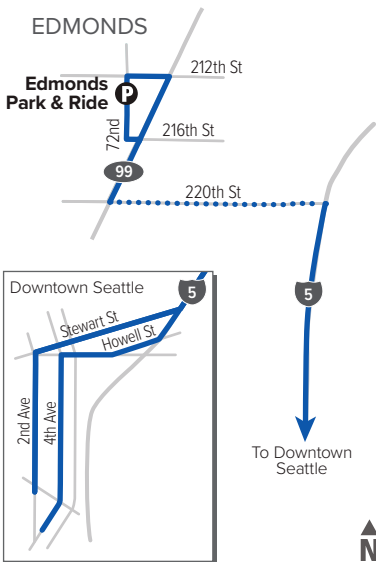 EDMONDS
212th St
Edmonds
Park & Ride
P
72nd
216th St
99
220th St
5
Downtown Seattle
5
Stewart St
Howell St
2nd Ave
4th Ave
To Downtown
Seattle
N